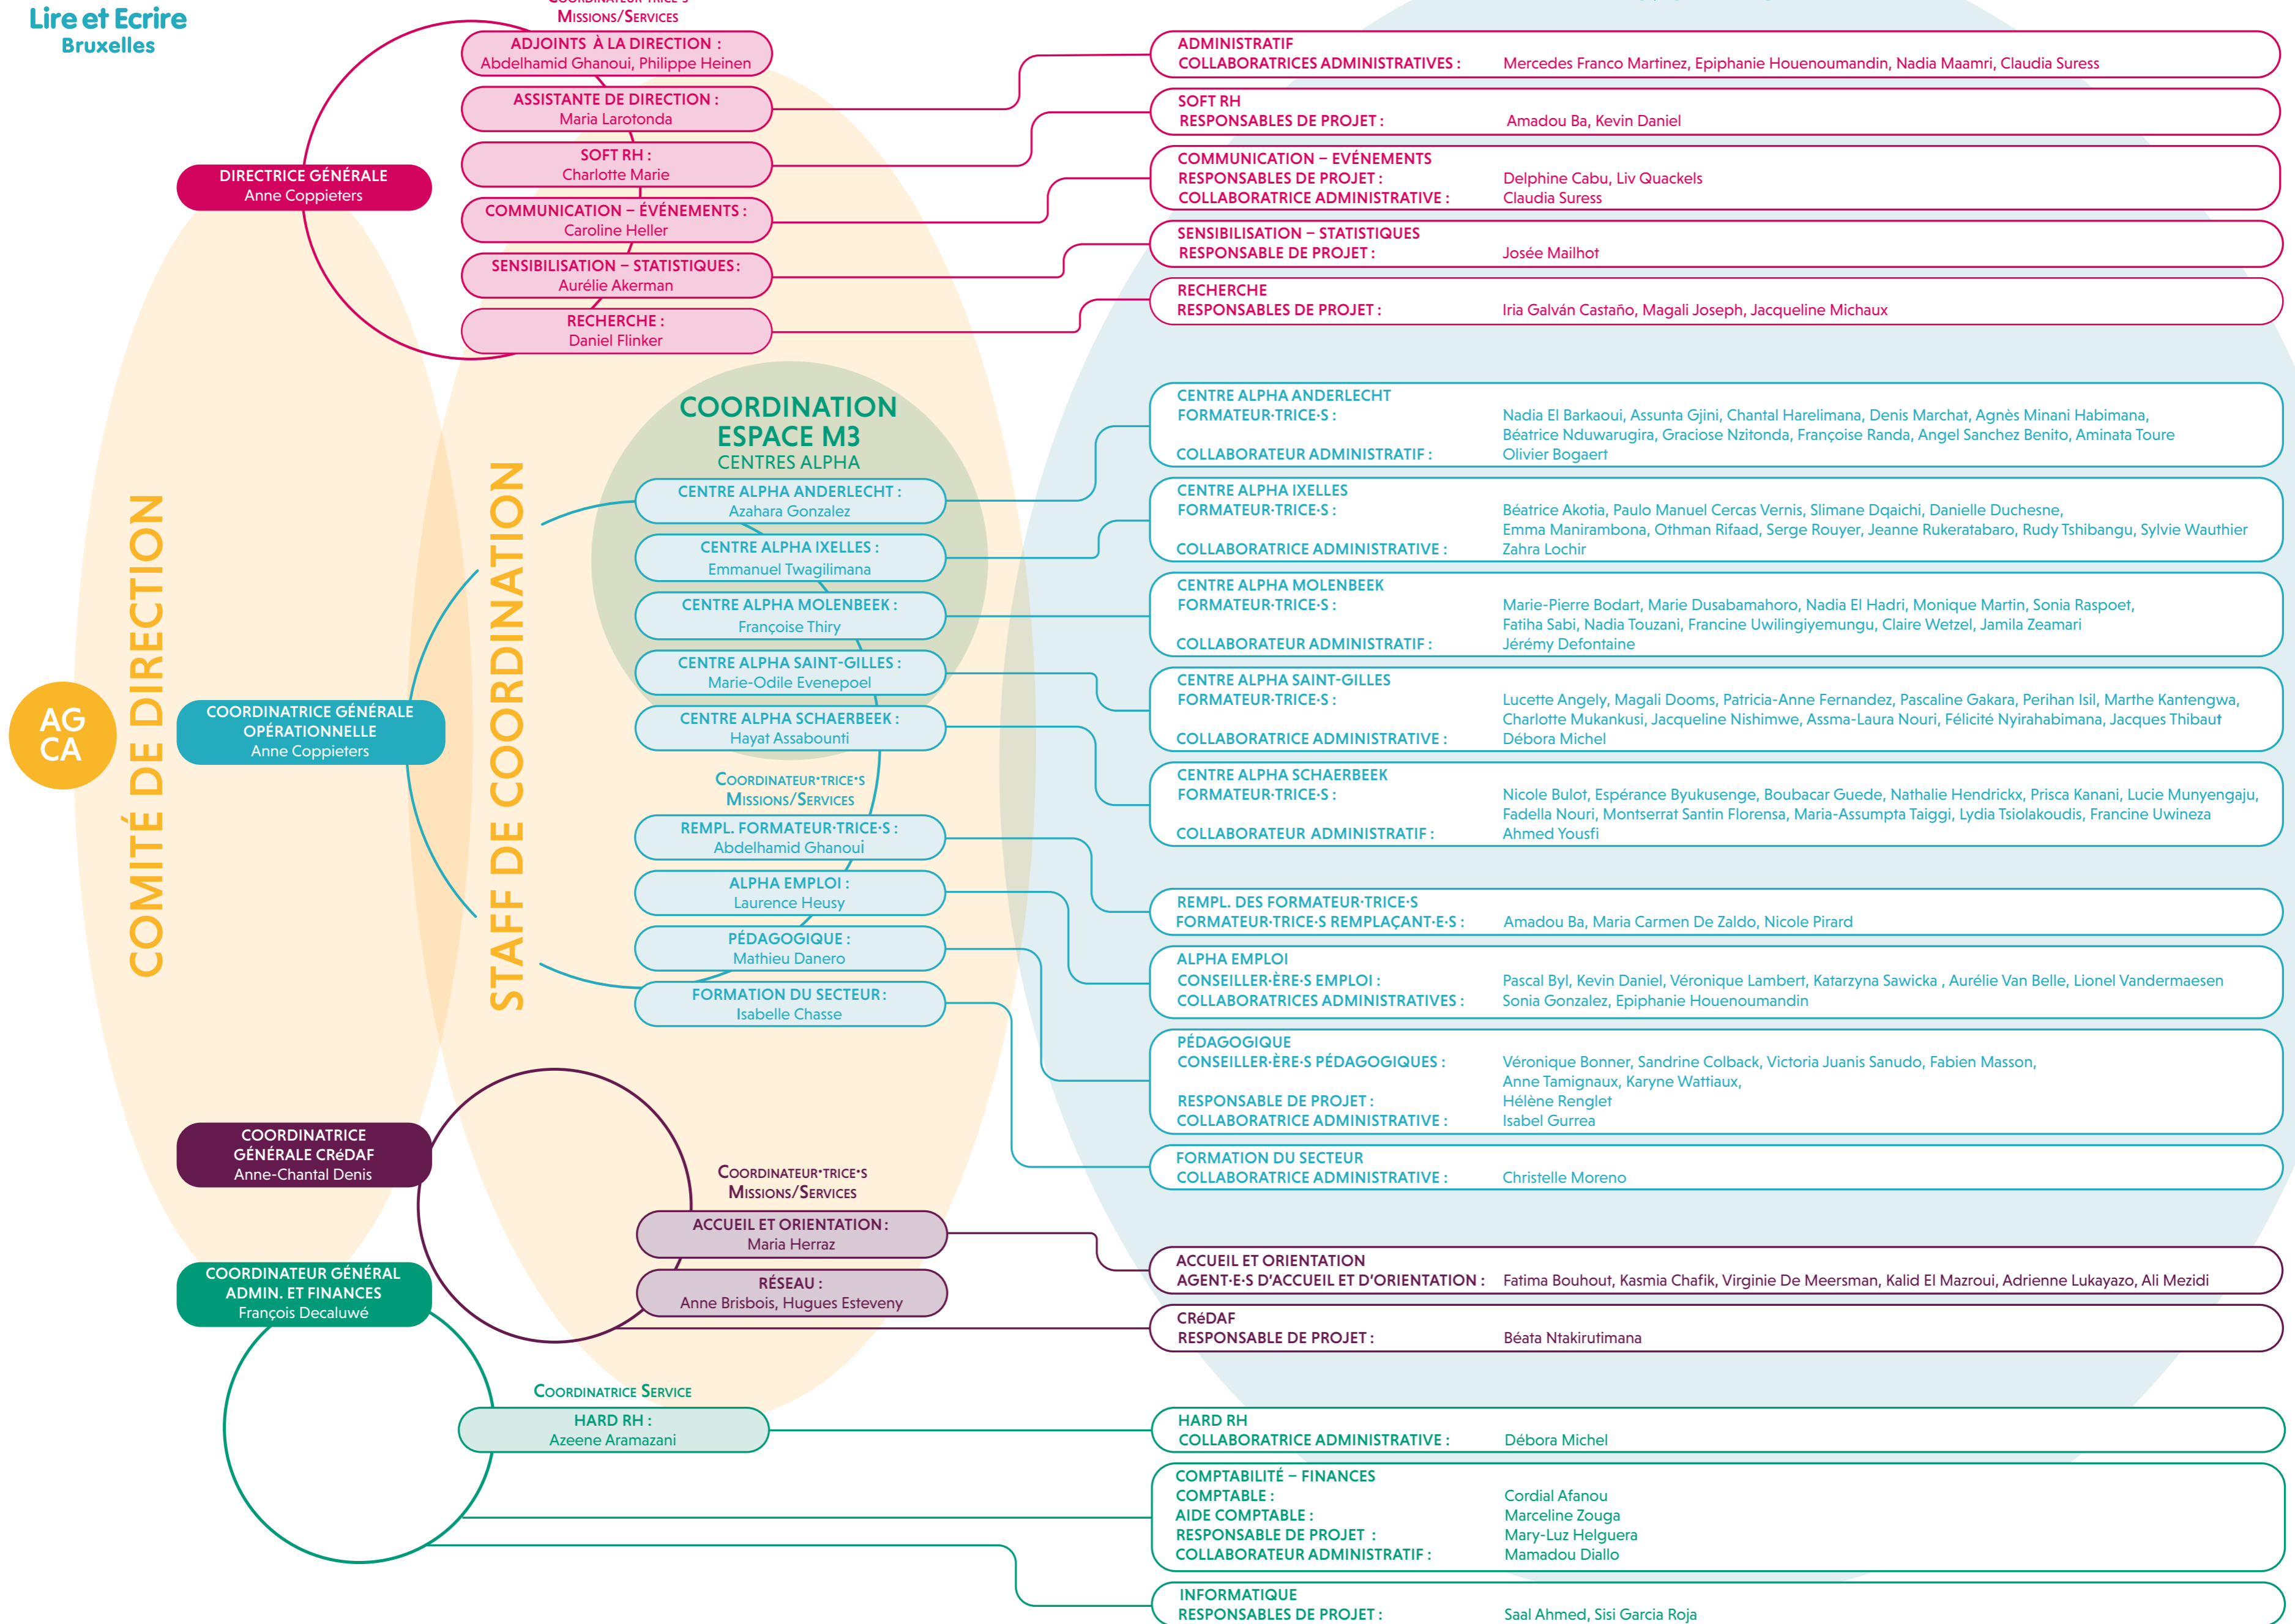 Lire et Ecrire
Bruxelles
MISSIONS/SERVICES
ADJOINTS À LA DIRECTION :
Abdelhamid Ghanoui, Philippe Heinen
ASSISTANTE DE DIRECTION :
Maria Larotonda
SOFT RH :
Charlotte Marie
COMMUNICATION – ÉVÉNEMENTS :
Caroline Heller
SENSIBILISATION – STATISTIQUES :
Aurélie Akerman
RECHERCHE :
Daniel Flinker
DIRECTRICE GÉNÉRALE
Anne Coppieters
ADMINISTRATIF
COLLABORATRICES ADMINISTRATIVES : Mercedes Franco Martinez, Epiphanie Houenoumandin, Nadia Maamri, Claudia Suress
SOFT RH
RESPONSABLES DE PROJET : Amadou Ba, Kevin Daniel
COMMUNICATION – EVÉNEMENTS
RESPONSABLES DE PROJET : Delphine Cabu, Liv Quackels
COLLABORATRICE ADMINISTRATIVE : Claudia Suress
SENSIBILISATION – STATISTIQUES
RESPONSABLE DE PROJET : Josée Mailhot
RECHERCHE
RESPONSABLES DE PROJET : Iria Galván Castaño, Magali Joseph, Jacqueline Michaux
AG
CA
COMITÉ DE DIRECTION
STAFF DE COORDINATION
COORDINATRICE GÉNÉRALE
OPÉRATIONNELLE
Anne Coppieters
COORDINATION
ESPACE M3
CENTRES ALPHA
CENTRE ALPHA ANDERLECHT :
Azahara Gonzalez
CENTRE ALPHA IXELLES :
Emmanuel Twagilimana
CENTRE ALPHA MOLENBEEK :
Françoise Thiry
CENTRE ALPHA SAINT-GILLES :
Marie-Odile Evenepoel
CENTRE ALPHA SCHAERBEEK :
Hayat Assabounti
COORDINATEUR·TRICE·S
MISSIONS/SERVICES
REMPL. FORMATEUR·TRICE·S :
Abdelhamid Ghanoui
ALPHA EMPLOI :
Laurence Heusy
PÉDAGOGIQUE :
Mathieu Danero
FORMATION DU SECTEUR :
Isabelle Chasse
CENTRE ALPHA ANDERLECHT
FORMATEUR·TRICE·S : Nadia El Barkaoui, Assunta Gjini, Chantal Harelimana, Denis Marchat, Agnès Minani Habimana,
Béatrice Nduwarugira, Graciose Nzitonda, Françoise Randa, Angel Sanchez Benito, Aminata Toure
COLLABORATEUR ADMINISTRATIF : Olivier Bogaert
CENTRE ALPHA IXELLES
FORMATEUR·TRICE·S : Béatrice Akotia, Paulo Manuel Cercas Vernis, Slimane Dqaichi, Danielle Duchesne,
Emma Manirambona, Othman Rifaad, Serge Rouyer, Jeanne Rukeratabaro, Rudy Tshibangu, Sylvie Wauthier
COLLABORATRICE ADMINISTRATIVE : Zahra Lochir
CENTRE ALPHA MOLENBEEK
FORMATEUR·TRICE·S : Marie-Pierre Bodart, Marie Dusabamahoro, Nadia El Hadri, Monique Martin, Sonia Raspoet,
Fatiha Sabi, Nadia Touzani, Francine Uwilingiyemungu, Claire Wetzel, Jamila Zeamari
COLLABORATEUR ADMINISTRATIF : Jérémy Defontaine
CENTRE ALPHA SAINT-GILLES
FORMATEUR·TRICE·S : Lucette Angely, Magali Dooms, Patricia-Anne Fernandez, Pascaline Gakara, Perihan Isil, Marthe Kantengwa,
Charlotte Mukankusi, Jacqueline Nishimwe, Assma-Laura Nouri, Félicité Nyirahabimana, Jacques Thibaut
COLLABORATRICE ADMINISTRATIVE : Débora Michel
CENTRE ALPHA SCHAERBEEK
FORMATEUR·TRICE·S : Nicole Bulot, Espérance Byukusenge, Boubacar Guede, Nathalie Hendrickx, Prisca Kanani, Lucie Munyengaju,
Fadella Nouri, Montserrat Santin Florensa, Maria-Assumpta Taiggi, Lydia Tsiolakoudis, Francine Uwineza
COLLABORATEUR ADMINISTRATIF : Ahmed Yousfi
REMPL. DES FORMATEUR·TRICE·S
FORMATEUR·TRICE·S REMPLAÇANT·E·S : Amadou Ba, Maria Carmen De Zaldo, Nicole Pirard
ALPHA EMPLOI
CONSEILLER·ÈRE·S EMPLOI : Pascal Byl, Kevin Daniel, Véronique Lambert, Katarzyna Sawicka , Aurélie Van Belle, Lionel Vandermaesen
COLLABORATRICES ADMINISTRATIVES : Sonia Gonzalez, Epiphanie Houenoumandin
PÉDAGOGIQUE
CONSEILLER·ÈRE·S PÉDAGOGIQUES : Véronique Bonner, Sandrine Colback, Victoria Juanis Sanudo, Fabien Masson,
Anne Tamignaux, Karyne Wattiaux,
RESPONSABLE DE PROJET : Hélène Renglet
COLLABORATRICE ADMINISTRATIVE : Isabel Gurrea
FORMATION DU SECTEUR
COLLABORATRICE ADMINISTRATIVE : Christelle Moreno
COORDINATRICE
GÉNÉRALE CRéDAF
Anne-Chantal Denis
COORDINATEUR·TRICE·S
MISSIONS/SERVICES
ACCUEIL ET ORIENTATION :
Maria Herraz
RÉSEAU :
Anne Brisbois, Hugues Esteveny
ACCUEIL ET ORIENTATION
AGENT·E·S D'ACCUEIL ET D'ORIENTATION : Fatima Bouhout, Kasmia Chafik, Virginie De Meersman, Kalid El Mazroui, Adrienne Lukayazo, Ali Mezidi
CRéDAF
RESPONSABLE DE PROJET : Béata Ntakirutimana
COORDINATEUR GÉNÉRAL
ADMIN. ET FINANCES
François Decaluwé
COORDINATRICE SERVICE
HARD RH :
Azeene Aramazani
HARD RH
COLLABORATRICE ADMINISTRATIVE : Débora Michel
COMPTABILITÉ – FINANCES
COMPTABLE : Cordial Afanou
AIDE COMPTABLE : Marceline Zouga
RESPONSABLE DE PROJET : Mary-Luz Helguera
COLLABORATEUR ADMINISTRATIF : Mamadou Diallo
INFORMATIQUE
RESPONSABLES DE PROJET : Saal Ahmed, Sisi Garcia Roja